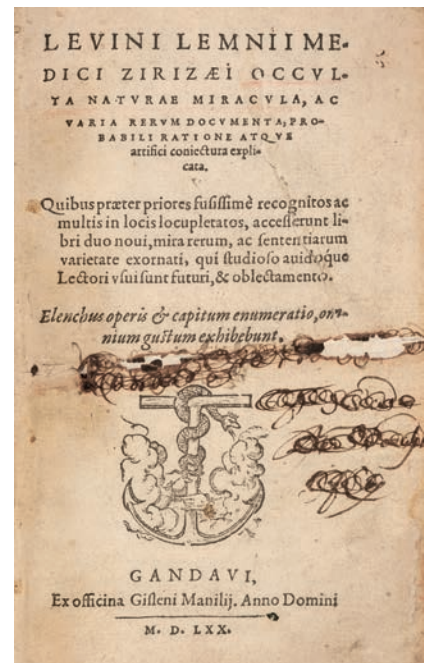 LEVINI LEMNII ME-
DICI ZIRIZÆI OCCVL-
TA NATVRAE MIRACVLA, AC
VARIA RERVM DOCVMENTA, PRO-
BABILI RATIONE ATQVE
artifici coniectura expli-
cata.
Quibus præter priores fusissimè recognitos ac
multis in locis locupletatos, accesserunt li-
bri duo noui, mira rerum, ac sententiarum
varietate exornati, qui studioso auidoque
Lectori vsui sunt futuri, & oblectamento.
Elenchus operis & capitum enumeratio, om-
nium gustum exhibebunt.
GANDAVI,
Ex officina Gisleni Manilij. Anno Domini
M. D. LXX.